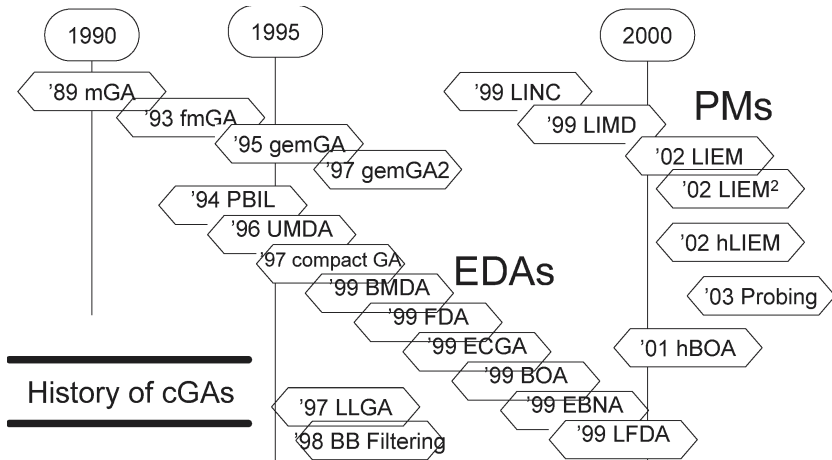 1990
1995
2000
'89 mGA
'99 LINC
PMs
'93 fmGA
'99 LIMD
'95 gemGA
'02 LIEM
'97 gemGA2
'02 LIEM²
'94 PBIL
'96 UMDA
'02 hLIEM
'97 compact GA
EDAs
'99 BMDA
'03 Probing
'99 FDA
'99 ECGA
'01 hBOA
'99 BOA
History of cGAs
'97 LLGA
'99 EBNA
'98 BB Filtering
'99 LFDA